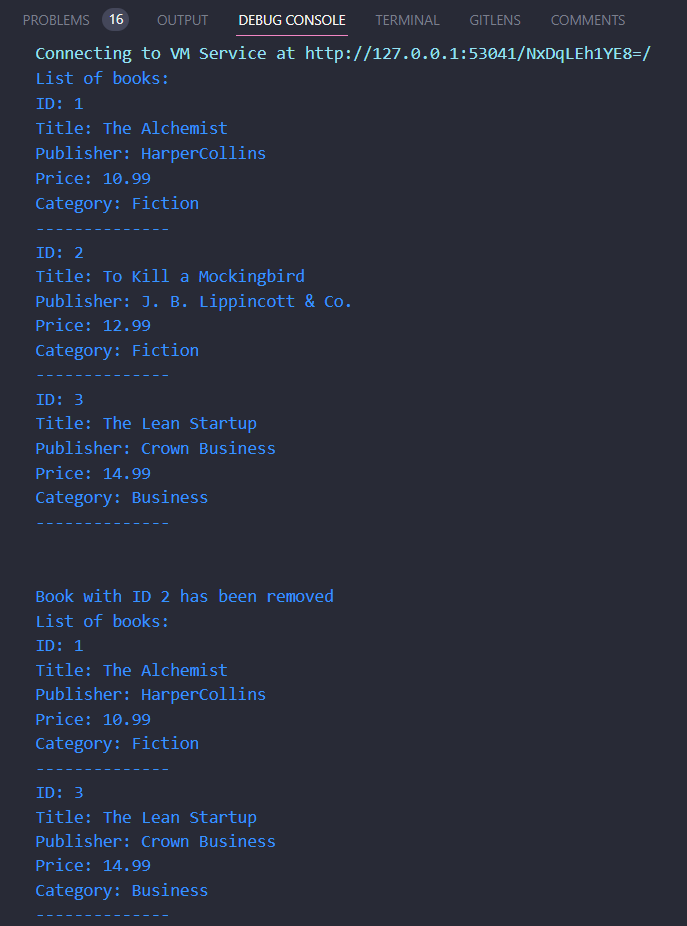 PROBLEMS 16 OUTPUT DEBUG CONSOLE TERMINAL GITLENS COMMENTS
Connecting to VM Service at http://127.0.0.1:53041/NxDqLEh1YE8=/
List of books:
ID: 1
Title: The Alchemist
Publisher: HarperCollins
Price: 10.99
Category: Fiction
--------------
ID: 2
Title: To Kill a Mockingbird
Publisher: J. B. Lippincott & Co.
Price: 12.99
Category: Fiction
--------------
ID: 3
Title: The Lean Startup
Publisher: Crown Business
Price: 14.99
Category: Business
--------------
Book with ID 2 has been removed
List of books:
ID: 1
Title: The Alchemist
Publisher: HarperCollins
Price: 10.99
Category: Fiction
--------------
ID: 3
Title: The Lean Startup
Publisher: Crown Business
Price: 14.99
Category: Business
--------------